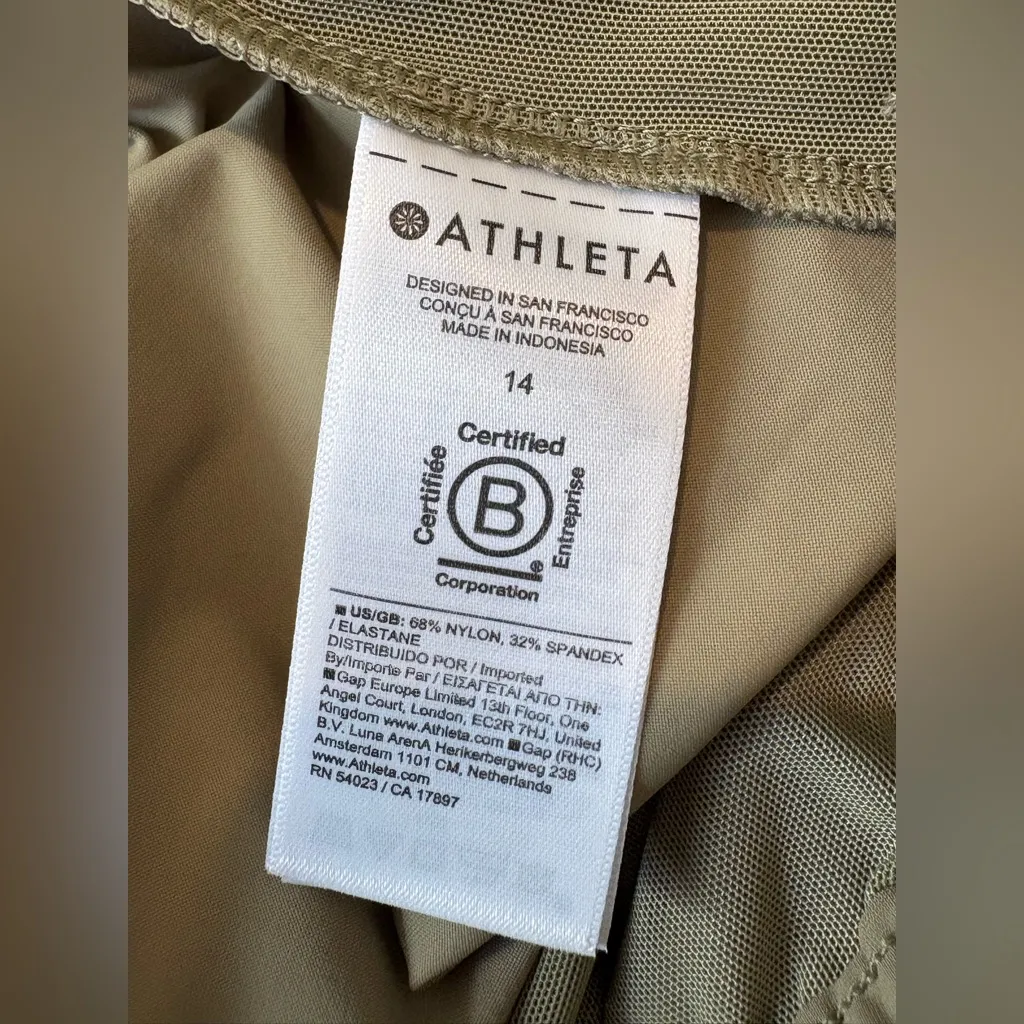 ATHLETA
DESIGNED IN SAN FRANCISCO
CONÇU À SAN FRANCISCO
MADE IN INDONESIA
14
Certified
Certifiée
B
Entreprise
®
Corporation
US/GB: 68% NYLON, 32% SPANDEX
/ ELASTANE
DISTRIBUIDO POR / Imported
By/Importe Par / ΕΙΣΑΓΕΤΑΙ ΑΠΟ ΤΗΝ:
Gap Europe Limited 13th Floor, One
Angel Court, London, EC2R 7HJ, United
Kingdom www.Athleta.com Gap (RHC)
B.V. Luna ArenA Herikerbergweg 238
Amsterdam 1101 CM, Netherlands
www.Athleta.com
RN 54023 / CA 17897